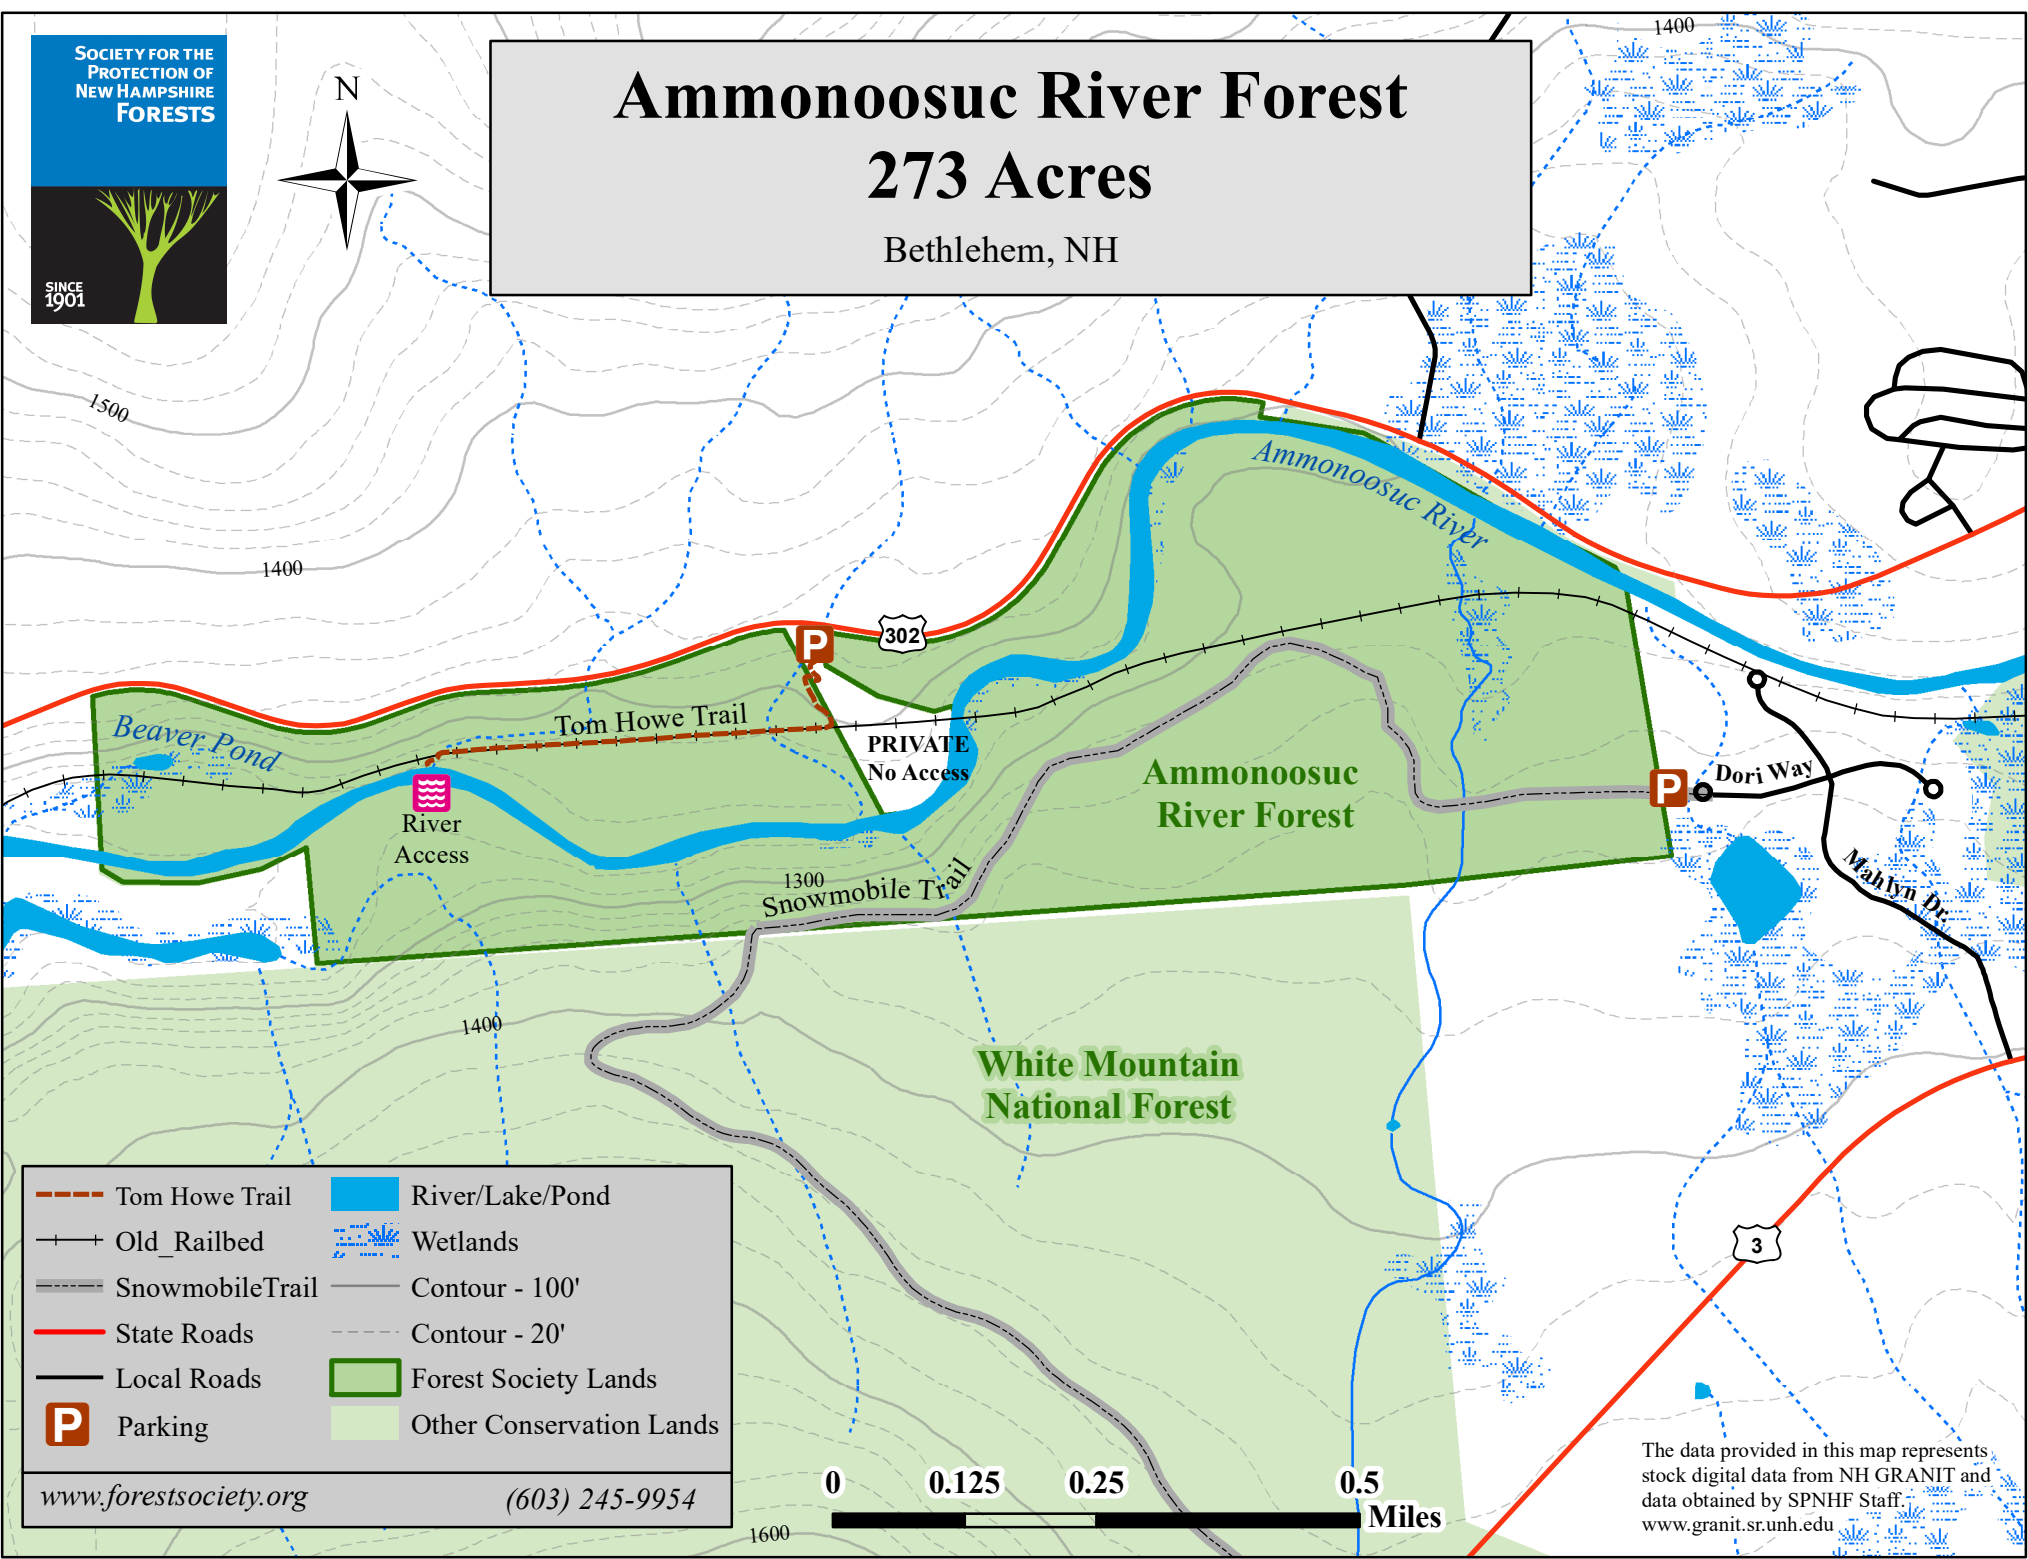 SOCIETY FOR THE
PROTECTION OF
NEW HAMPSHIRE
FORESTS
SINCE
1901
N
Ammonoosuc River Forest
273 Acres
Bethlehem, NH
1400
1500
1400
Ammonoosuc River
302
P
Beaver Pond
Tom Howe Trail
PRIVATE
No Access
River
Access
Ammonoosuc
River Forest
P
Dori Way
Mahlyn Dr.
1300
Snowmobile Trail
1400
White Mountain
National Forest
3
Tom Howe Trail
Old_Railbed
SnowmobileTrail
State Roads
Local Roads
P Parking
River/Lake/Pond
Wetlands
Contour - 100'
Contour - 20'
Forest Society Lands
Other Conservation Lands
www.forestsociety.org (603) 245-9954
0 0.125 0.25 0.5
Miles
1600
The data provided in this map represents
stock digital data from NH GRANIT and
data obtained by SPNHF Staff.
www.granit.sr.unh.edu